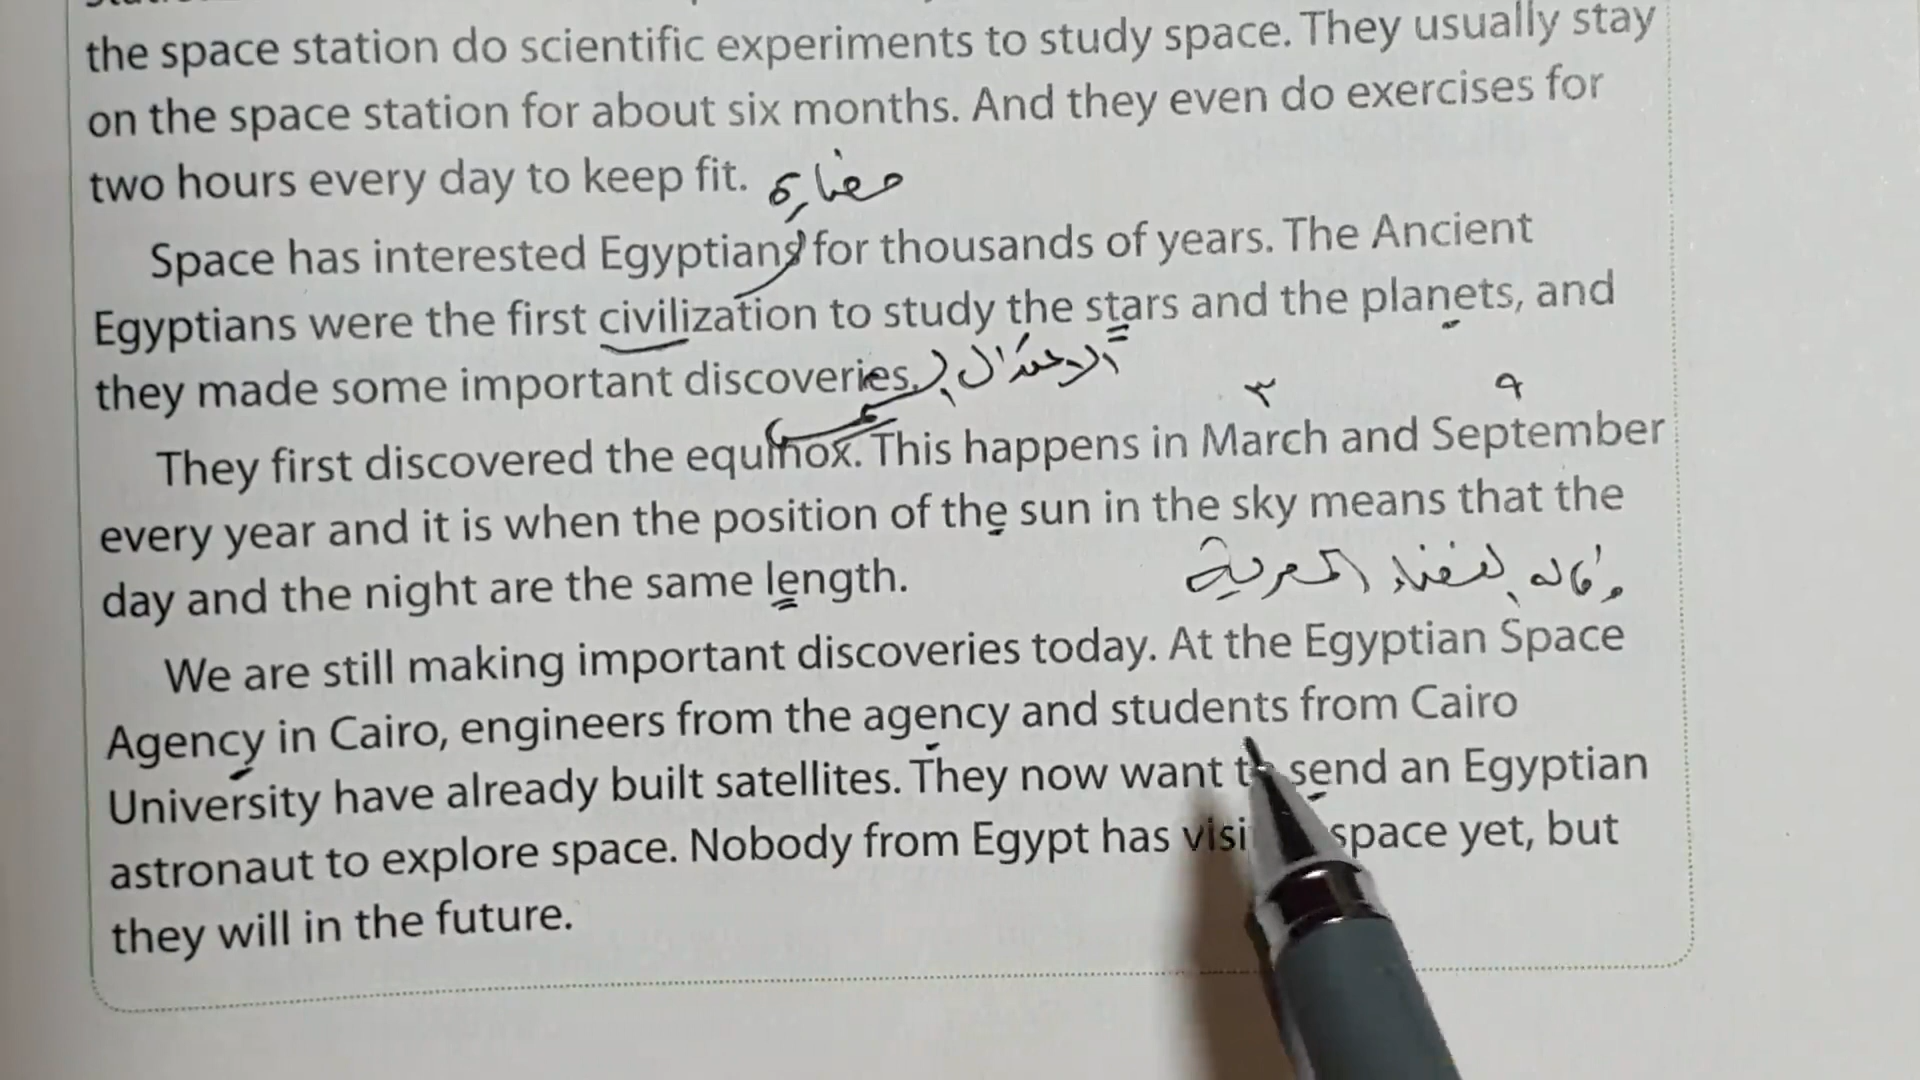 the space station do scientific experiments to study space. They usually stay
on the space station for about six months. And they even do exercises for
two hours every day to keep fit.
حضارة
Space has interested Egyptians for thousands of years. The Ancient
Egyptians were the first civilization to study the stars and the planets, and
they made some important discoveries.
٣ ٩
They first discovered the equinox. This happens in March and September
every year and it is when the position of the sun in the sky means that the
day and the night are the same length.
وكالة الفضاء المصرية
We are still making important discoveries today. At the Egyptian Space
Agency in Cairo, engineers from the agency and students from Cairo
University have already built satellites. They now want send an Egyptian
astronaut to explore space. Nobody from Egypt has space yet, but
they will in the future.